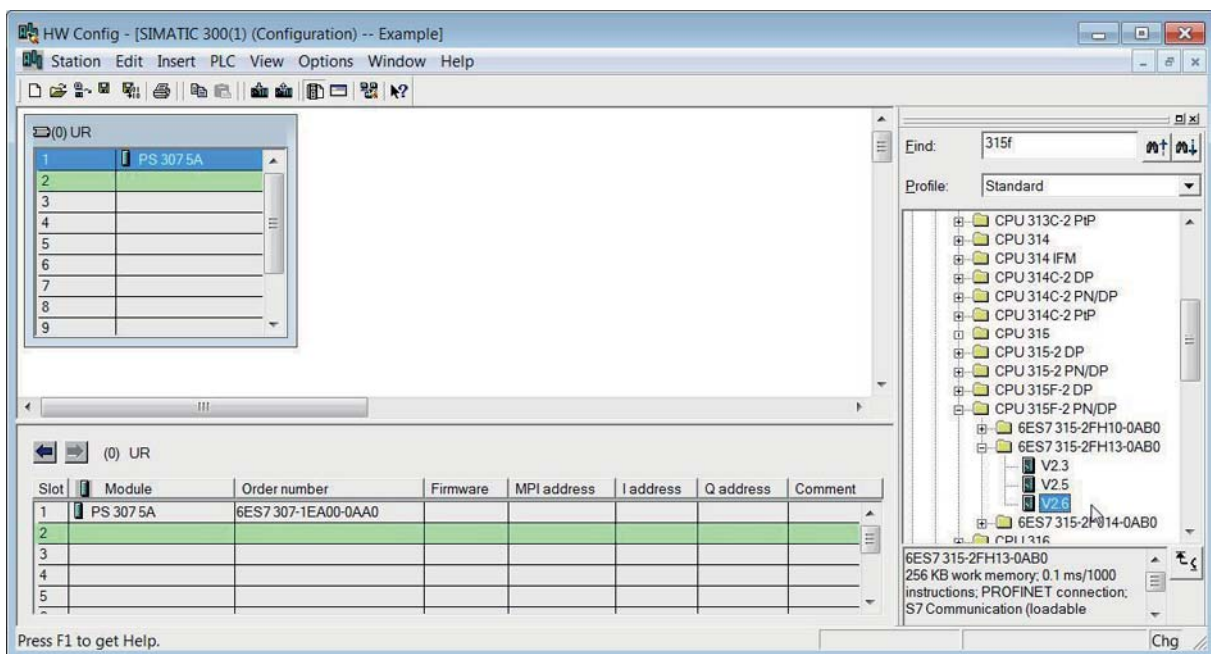 HW Config - [SIMATIC 300(1) (Configuration) -- Example]
Station Edit Insert PLC View Options Window Help
(0) UR
1 PS 307 5A
2
3
4
5
6
7
8
9
Find: 315f
Profile: Standard
CPU 313C-2 PtP
CPU 314
CPU 314 IFM
CPU 314C-2 DP
CPU 314C-2 PN/DP
CPU 314C-2 PtP
CPU 315
CPU 315-2 DP
CPU 315-2 PN/DP
CPU 315F-2 DP
CPU 315F-2 PN/DP
6ES7 315-2FH10-0AB0
6ES7 315-2FH13-0AB0
V2.3
V2.5
V2.6
6ES7 315-2 14-0AB0
CPU 316
6ES7 315-2FH13-0AB0
256 KB work memory; 0.1 ms/1000
instructions; PROFINET connection;
S7 Communication (loadable
(0) UR
Slot Module Order number Firmware MPI address I address Q address Comment
1 PS 307 5A 6ES7 307-1EA00-0AA0
2
3
4
5
Press F1 to get Help.
Chg